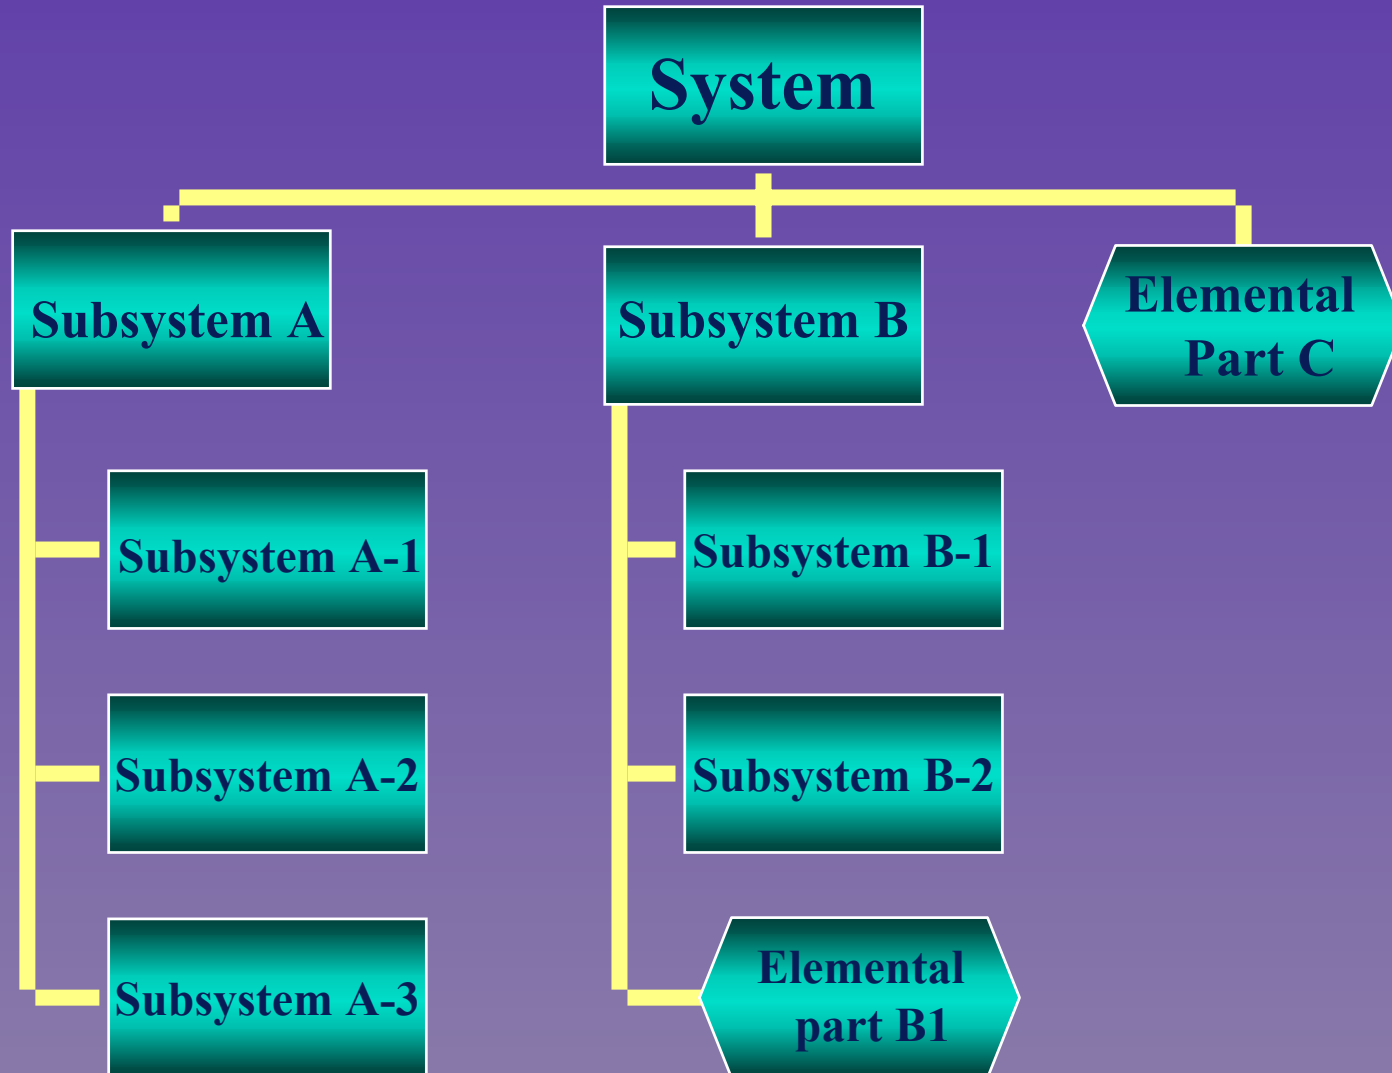 System
Subsystem A
Subsystem B
Elemental
Part C
Subsystem A-1
Subsystem B-1
Subsystem A-2
Subsystem B-2
Subsystem A-3
Elemental
part B1